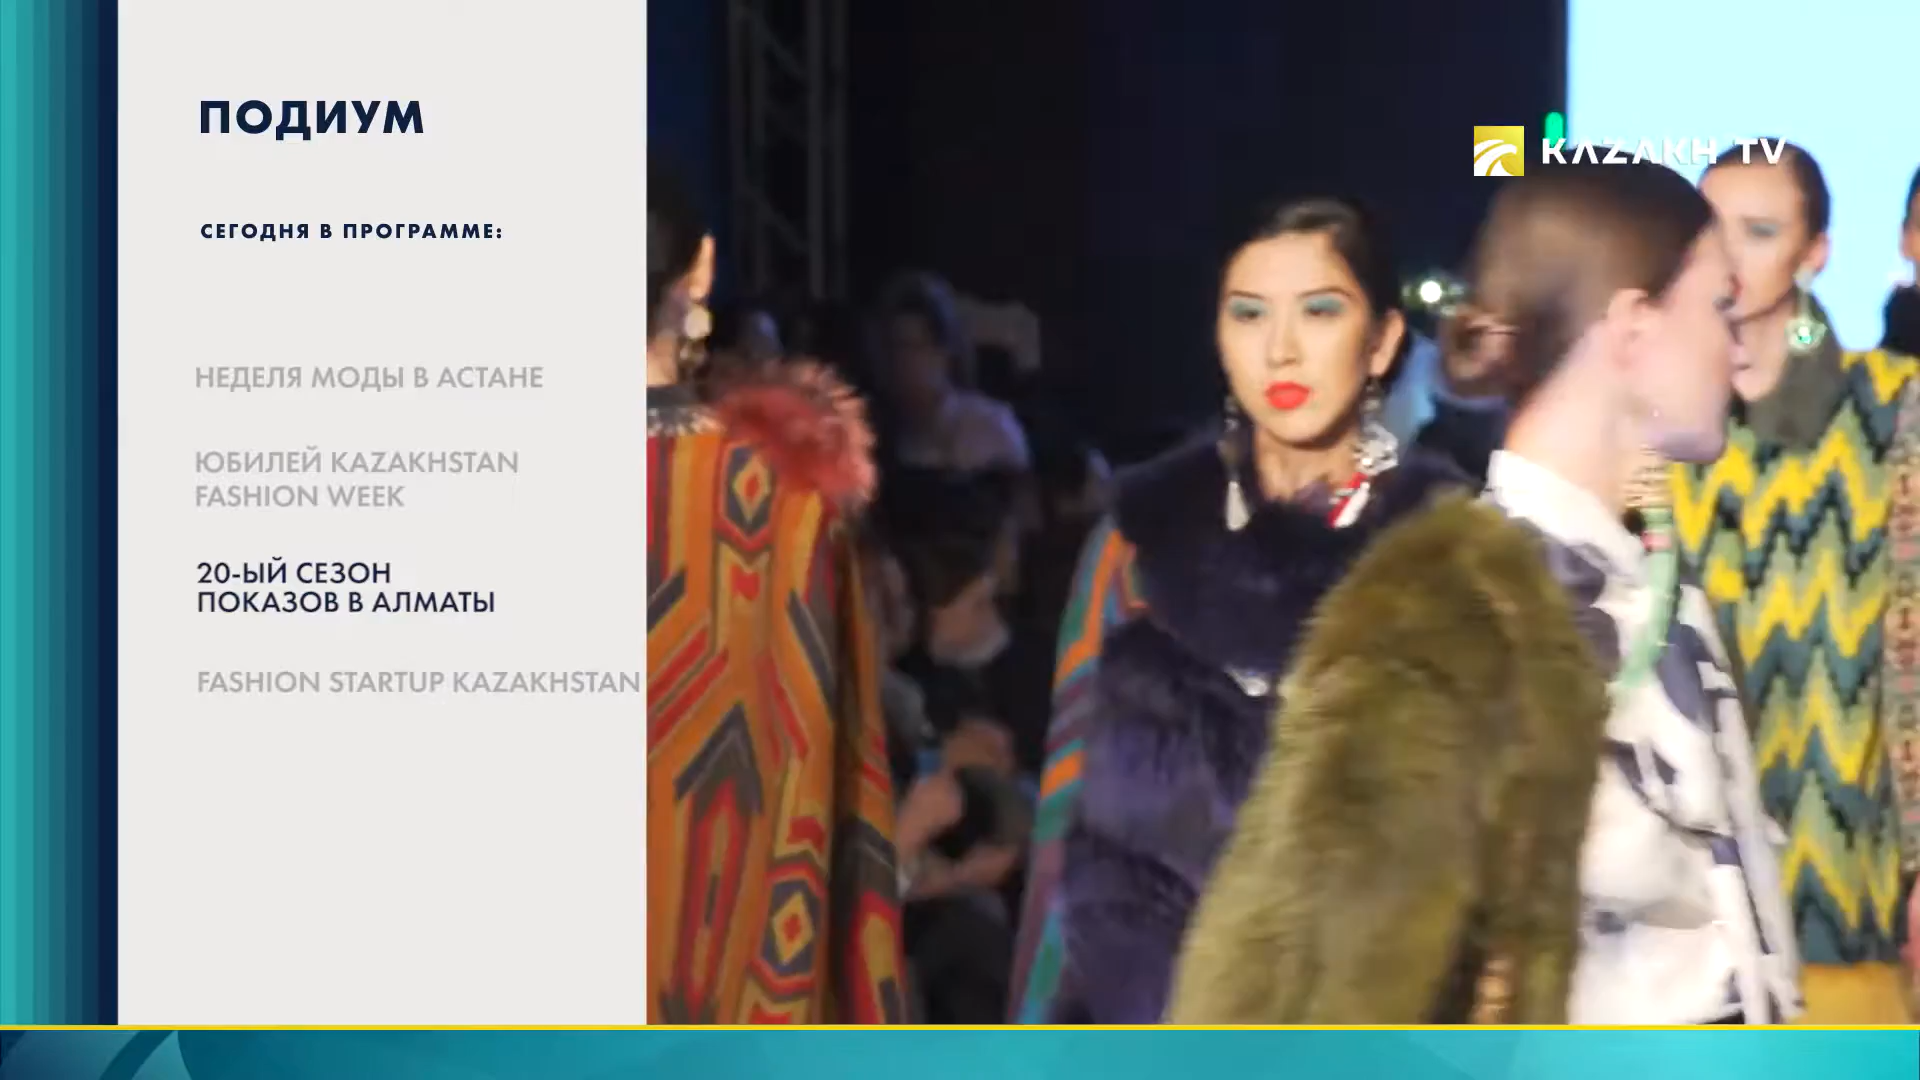 ПОДИУМ
СЕГОДНЯ В ПРОГРАММЕ:
НЕДЕЛЯ МОДЫ В АСТАНЕ
ЮБИЛЕЙ KAZAKHSTAN
FASHION WEEK
20-ЫЙ СЕЗОН
ПОКАЗОВ В АЛМАТЫ
FASHION STARTUP KAZAKHSTAN
KAZAKH TV